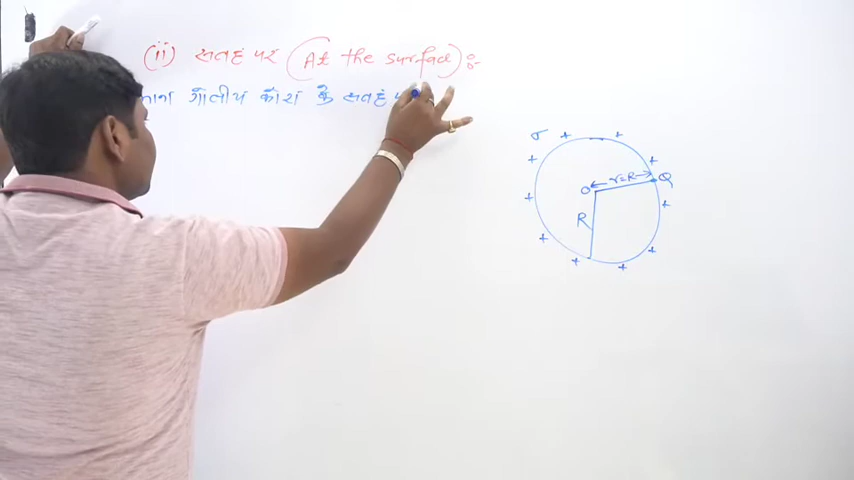 (ii) सतह पर (At the surface) :-
माना गोलीय कोश के सतह
σ
r=R Q
O
R